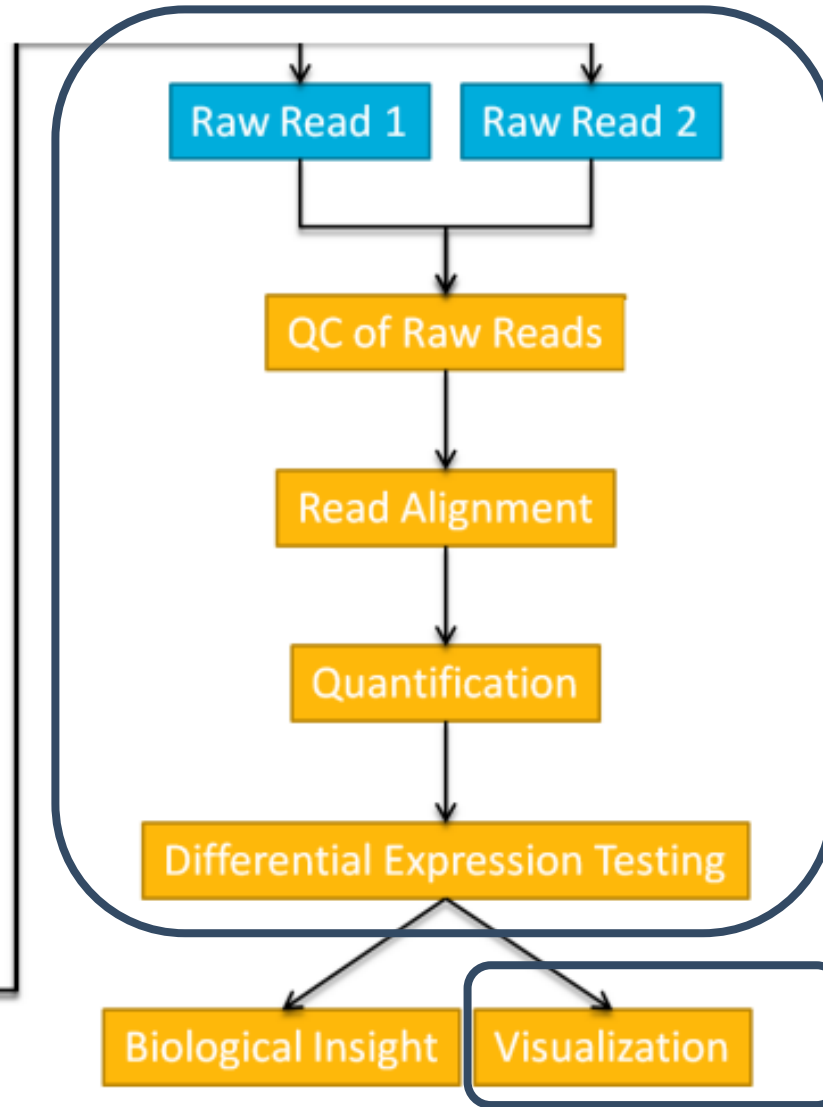 Raw Read 1
Raw Read 2
QC of Raw Reads
Read Alignment
Quantification
Differential Expression Testing
Biological Insight
Visualization